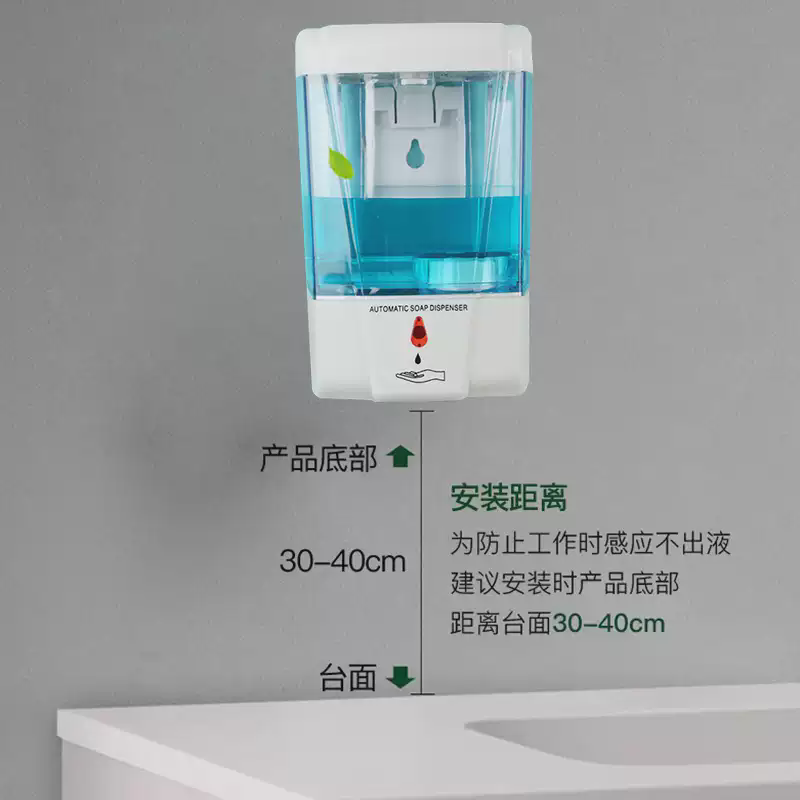 AUTOMATIC SOAP DISPENSER
产品底部
30-40cm
台面
安装距离
为防止工作时感应不出液
建议安装时产品底部
距离台面30-40cm